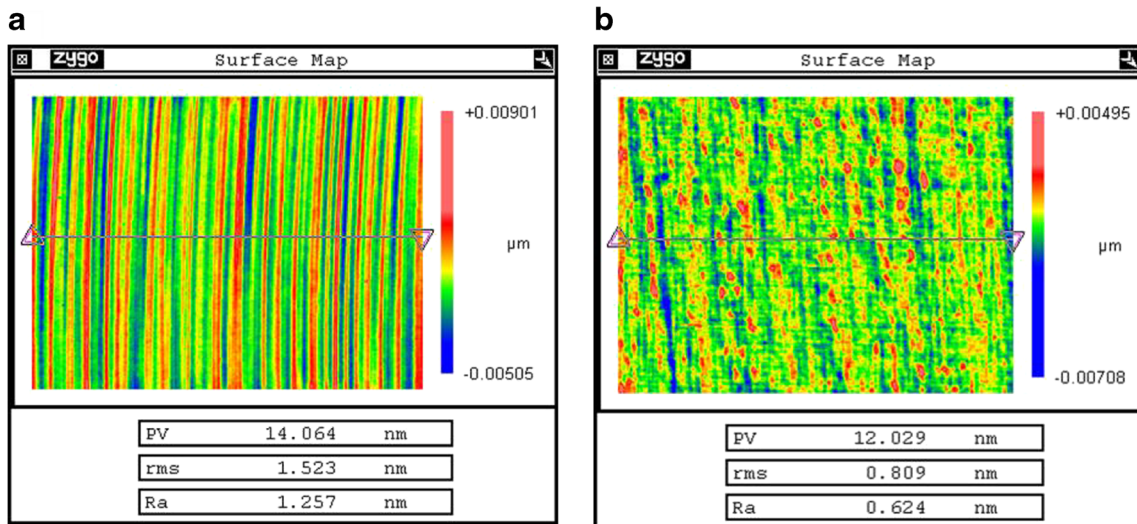 a
zygo Surface Map
+0.00901
µm
-0.00505
PV 14.064 nm
rms 1.523 nm
Ra 1.257 nm
b
zygo Surface Map
+0.00495
µm
-0.00708
PV 12.029 nm
rms 0.809 nm
Ra 0.624 nm